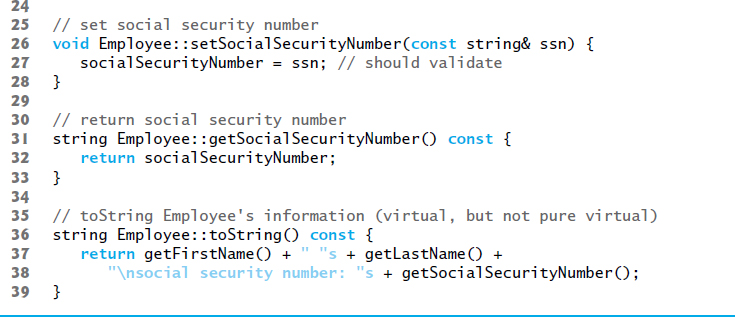 24
25 // set social security number
26 void Employee::setSocialSecurityNumber(const string& ssn) {
27    socialSecurityNumber = ssn; // should validate
28 }
29
30 // return social security number
31 string Employee::getSocialSecurityNumber() const {
32    return socialSecurityNumber;
33 }
34
35 // toString Employee's information (virtual, but not pure virtual)
36 string Employee::toString() const {
37    return getFirstName() + " "s + getLastName() +
38       "\nsocial security number: "s + getSocialSecurityNumber();
39 }